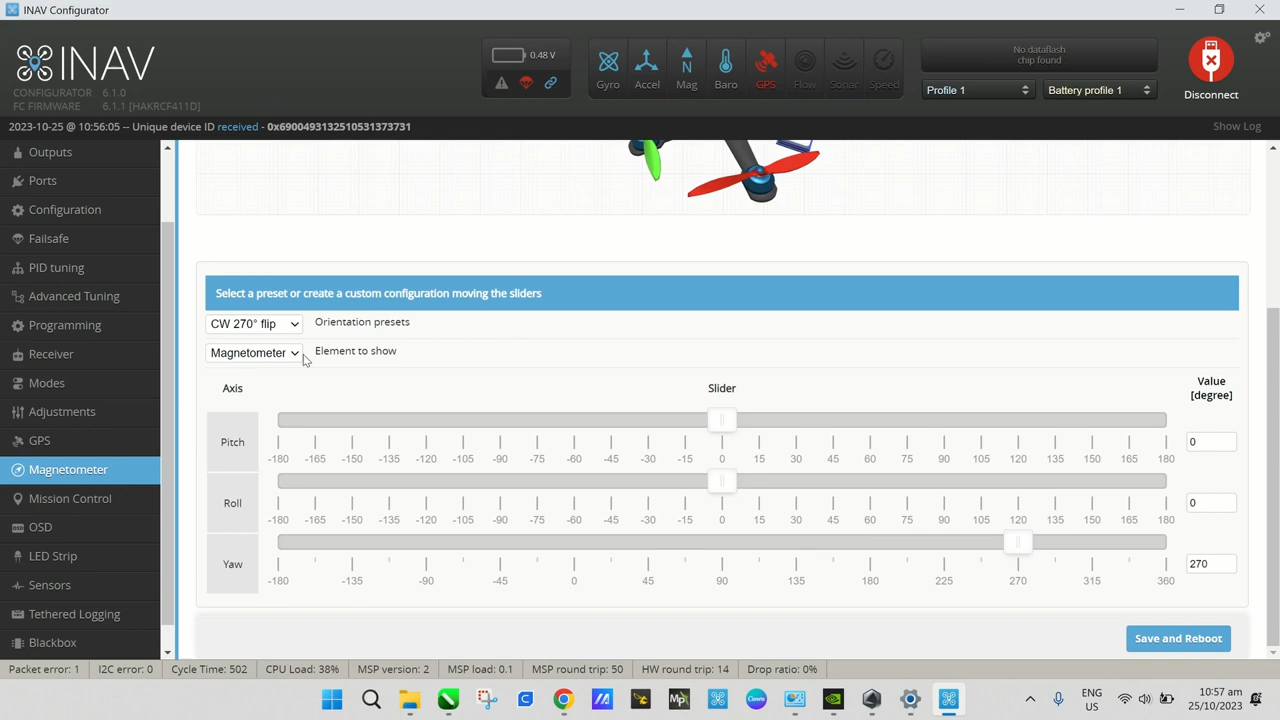 INAV Configurator
INAV
CONFIGURATOR 6.1.0
FC FIRMWARE 6.1.1 [HAKRCF411D]
0.48 V
Gyro
Accel
Mag
Baro
GPS
Flow
Sonar
Speed
No dataflash
chip found
Profile 1
Battery profile 1
Disconnect
2023-10-25 @ 10:56:05 -- Unique device ID received - 0x6900493132510531373731
Show Log
Outputs
Ports
Configuration
Failsafe
PID tuning
Advanced Tuning
Programming
Receiver
Modes
Adjustments
GPS
Magnetometer
Mission Control
OSD
LED Strip
Sensors
Tethered Logging
Blackbox
Select a preset or create a custom configuration moving the sliders
CW 270° flip
Orientation presets
Magnetometer
Element to show
Axis
Slider
Value
[degree]
Pitch
-180 -165 -150 -135 -120 -105 -90 -75 -60 -45 -30 -15 0 15 30 45 60 75 90 105 120 135 150 165 180
0
Roll
-180 -165 -150 -135 -120 -105 -90 -75 -60 -45 -30 -15 0 15 30 45 60 75 90 105 120 135 150 165 180
0
Yaw
-180 -135 -90 -45 0 45 90 135 180 225 270 315 360
270
Save and Reboot
Packet error: 1
I2C error: 0
Cycle Time: 502
CPU Load: 38%
MSP version: 2
MSP load: 0.1
MSP round trip: 50
HW round trip: 14
Drop ratio: 0%
ENG
US
10:57 am
25/10/2023